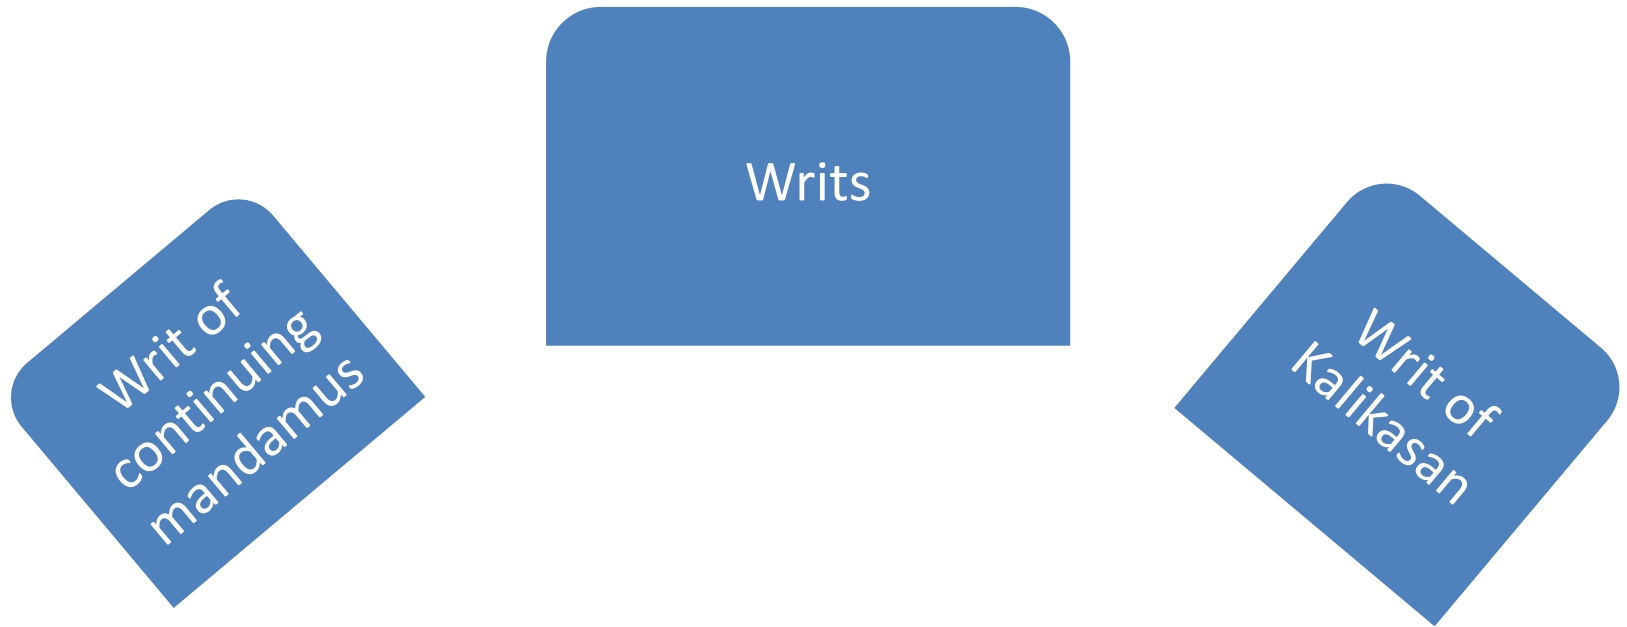 Writs
Writ of
continuing
mandamus
Writ of
Kalikasan